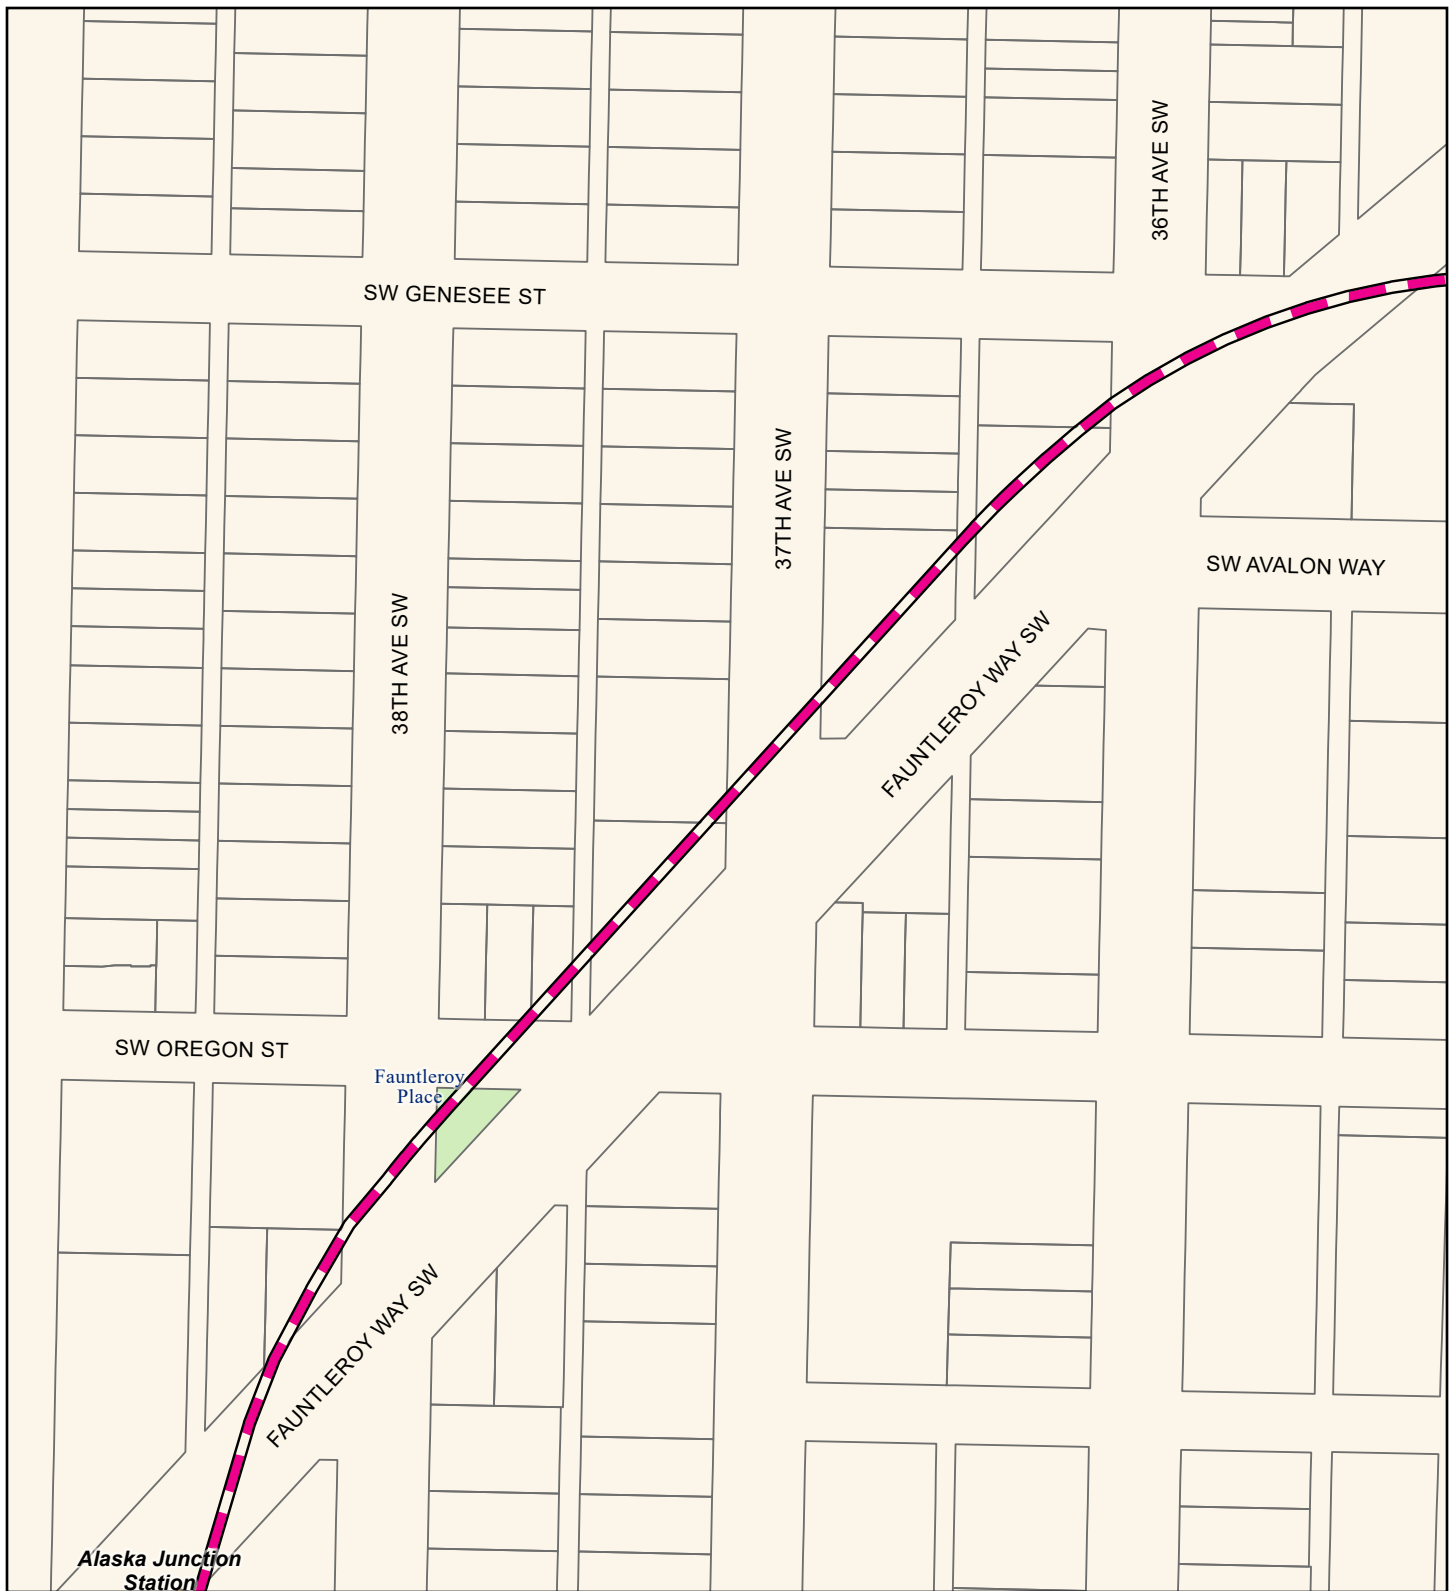 36TH AVE SW
SW GENESEE ST
37TH AVE SW
SW AVALON WAY
38TH AVE SW
FAUNTLEROY WAY SW
SW OREGON ST
Fauntleroy
Place
FAUNTLEROY WAY SW
Alaska Junction
Station